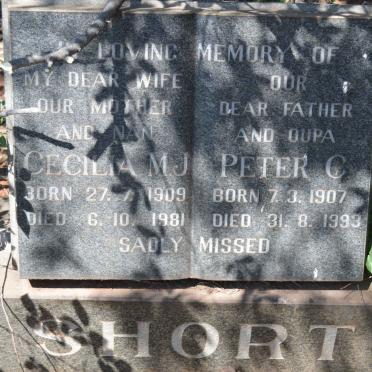 LOVING MEMORY OF
MY DEAR WIFE
OUR MOTHER
AND NAN
CECILIA M.J.
BORN 27.7.1909
DIED 6.10.1981
OUR
DEAR FATHER
AND OUPA
PETER C
BORN 7.3.1907
DIED 31.8.1993
SADLY MISSED
SHORT